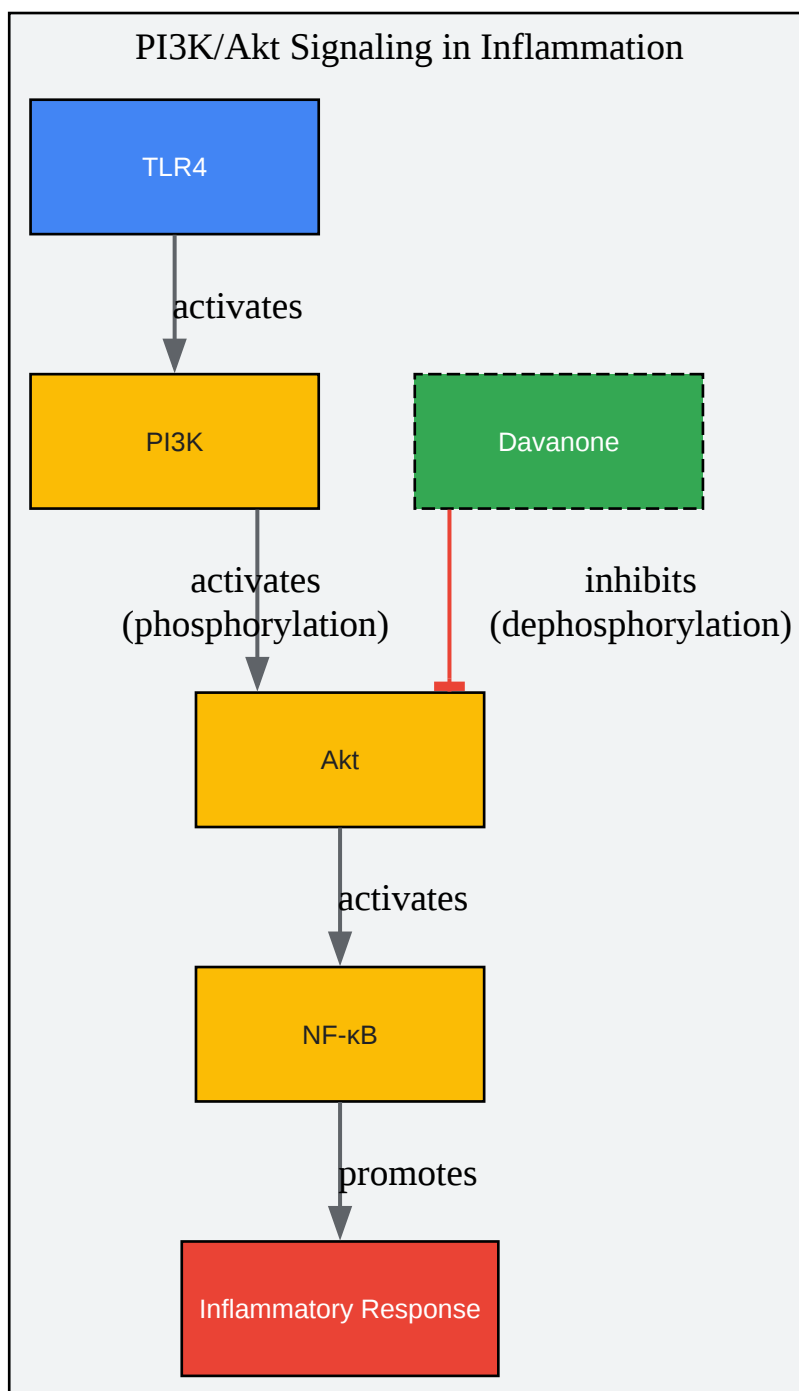 PI3K/Akt Signaling in Inflammation
TLR4
activates
PI3K
Davanone
activates
(phosphorylation)
inhibits
(dephosphorylation)
Akt
activates
NF-κB
promotes
Inflammatory Response